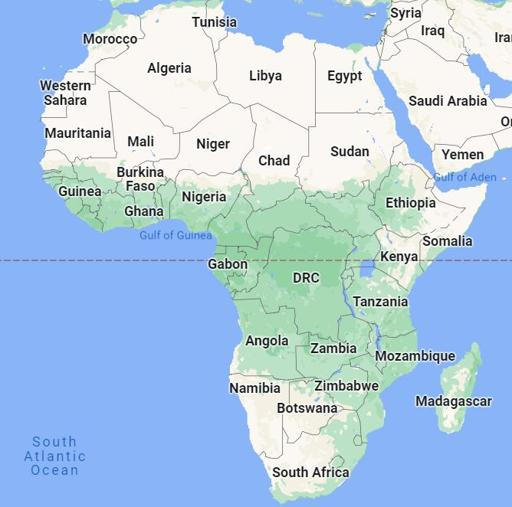 Tunisia
Syria
Iraq
Iran
Morocco
Algeria
Libya
Egypt
Western
Sahara
Saudi Arabia
Mauritania
Mali
Niger
Chad
Sudan
Yemen
Gulf of Aden
Guinea
Burkina
Faso
Ghana
Nigeria
Ethiopia
Gulf of Guinea
Somalia
Gabon
DRC
Kenya
Tanzania
Angola
Zambia
Mozambique
Namibia
Zimbabwe
Botswana
Madagascar
South
Atlantic
Ocean
South Africa